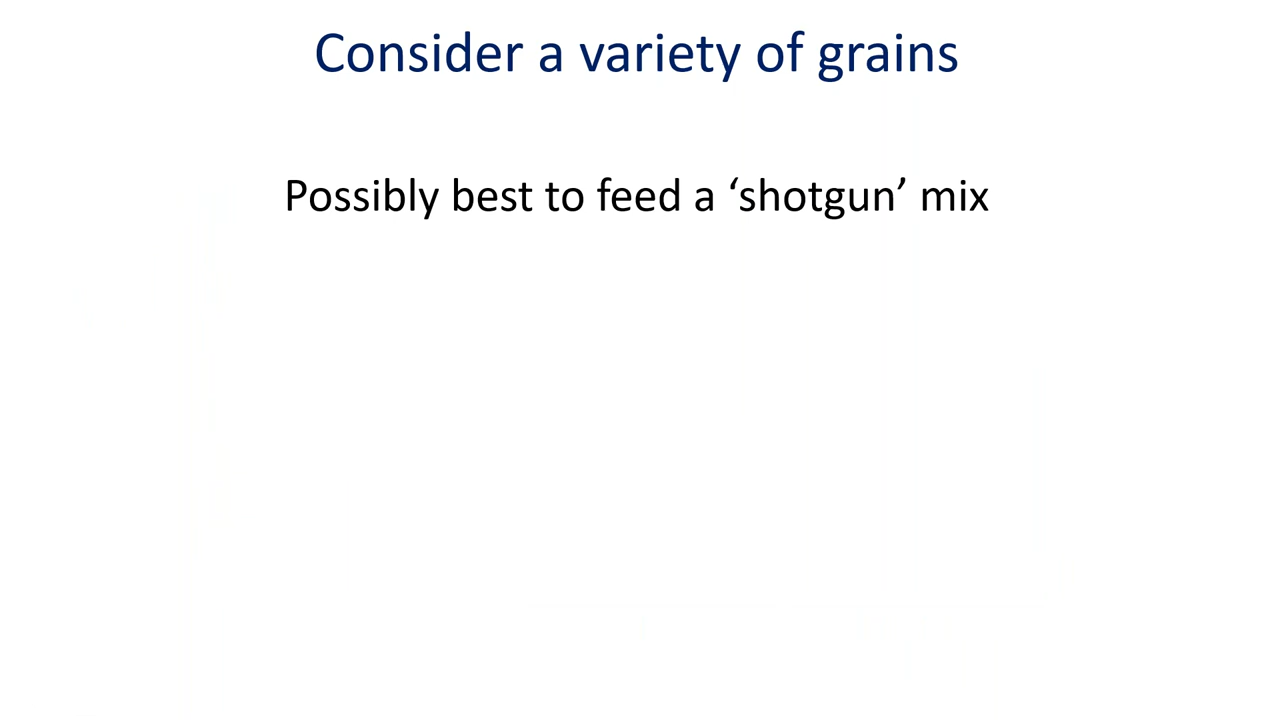 Consider a variety of grains
Possibly best to feed a ‘shotgun’ mix